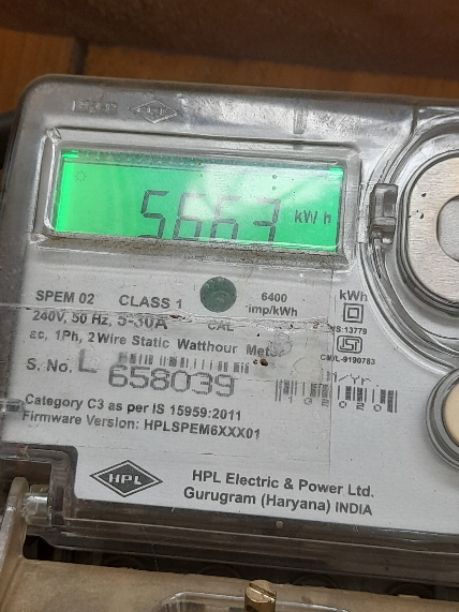 5663 kWh
SPEM 02 CLASS 1 6400 kWh
240V, 50 Hz, 5-30A CAL imp/kWh
IS:13779
ac, 1Ph, 2 Wire Static Watthour
CM/L-9190783
S. No. L 658039
102020
Category C3 as per IS 15959:2011
Firmware Version: HPLSPEM6XXX01
HPL HPL Electric & Power Ltd.
Gurugram (Haryana) INDIA